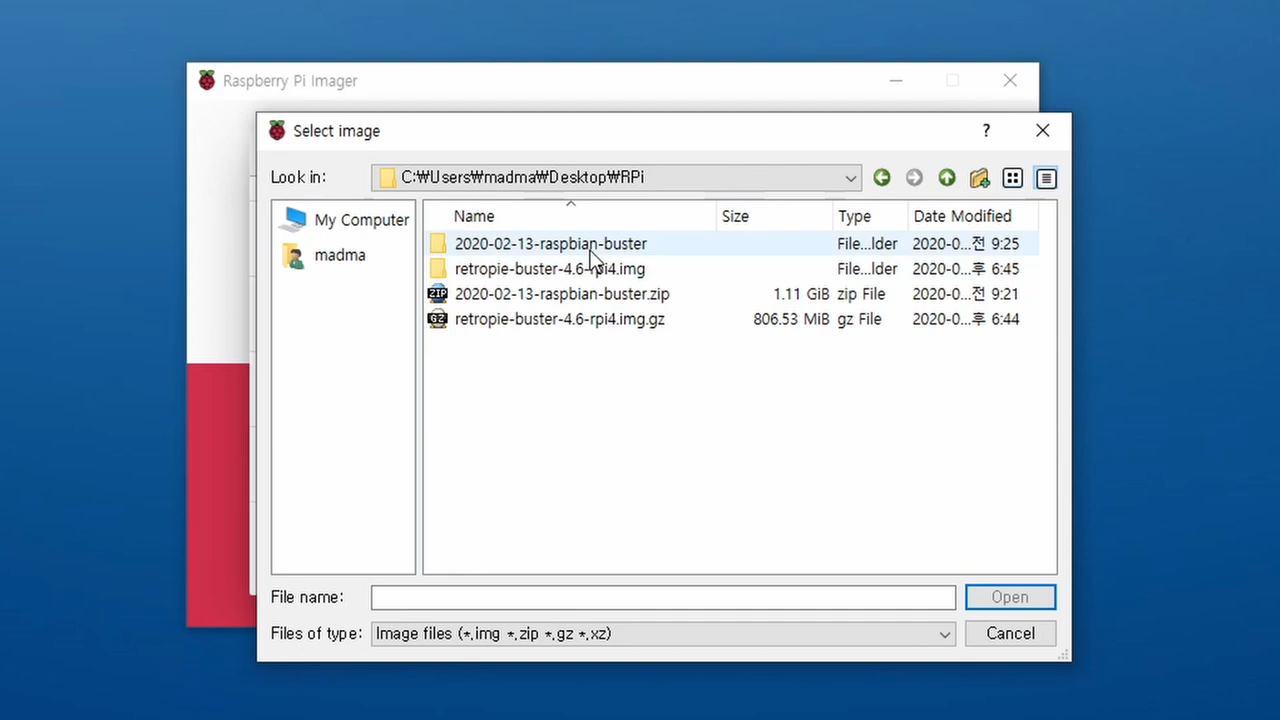 Raspberry Pi Imager
Select image
?
Look in: C:₩Users₩madma₩Desktop₩RPi
My Computer
madma
Name Size Type Date Modified
2020-02-13-raspbian-buster File...lder 2020-0...전 9:25
retropie-buster-4.6-rpi4.img File...lder 2020-0...후 6:45
ZIP 2020-02-13-raspbian-buster.zip 1.11 GiB zip File 2020-0...전 9:21
GZ retropie-buster-4.6-rpi4.img.gz 806.53 MiB gz File 2020-0...후 6:44
File name: Open
Files of type: Image files (*.img *.zip *.gz *.xz) Cancel